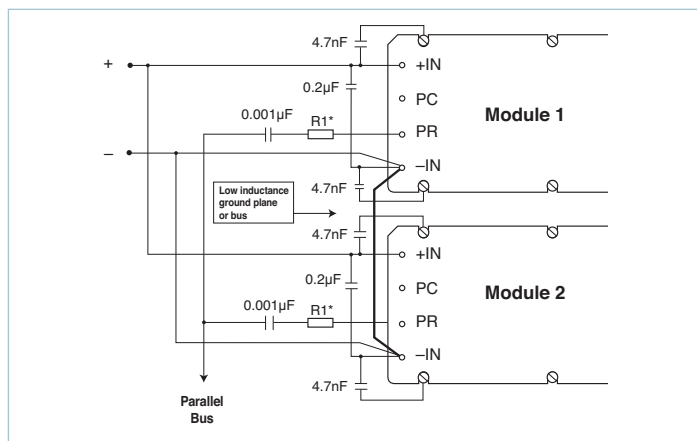 4.7nF
+
+IN
0.2µF
PC
Module 1
0.001µF
R1*
PR
–
–IN
4.7nF
Low inductance
ground plane
or bus
4.7nF
+IN
0.2µF
PC
Module 2
0.001µF
R1*
PR
–IN
4.7nF
Parallel
Bus